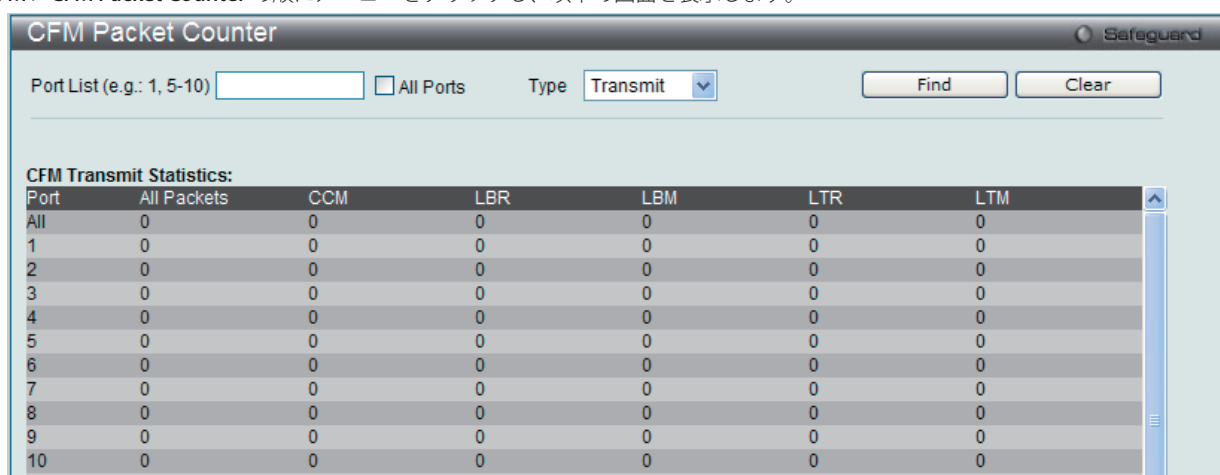 CFM Packet Counter
Safeguard
Port List (e.g.: 1, 5-10) All Ports Type Transmit Find Clear
CFM Transmit Statistics:
Port All Packets CCM LBR LBM LTR LTM
All 0 0 0 0 0 0
1 0 0 0 0 0 0
2 0 0 0 0 0 0
3 0 0 0 0 0 0
4 0 0 0 0 0 0
5 0 0 0 0 0 0
6 0 0 0 0 0 0
7 0 0 0 0 0 0
8 0 0 0 0 0 0
9 0 0 0 0 0 0
10 0 0 0 0 0 0